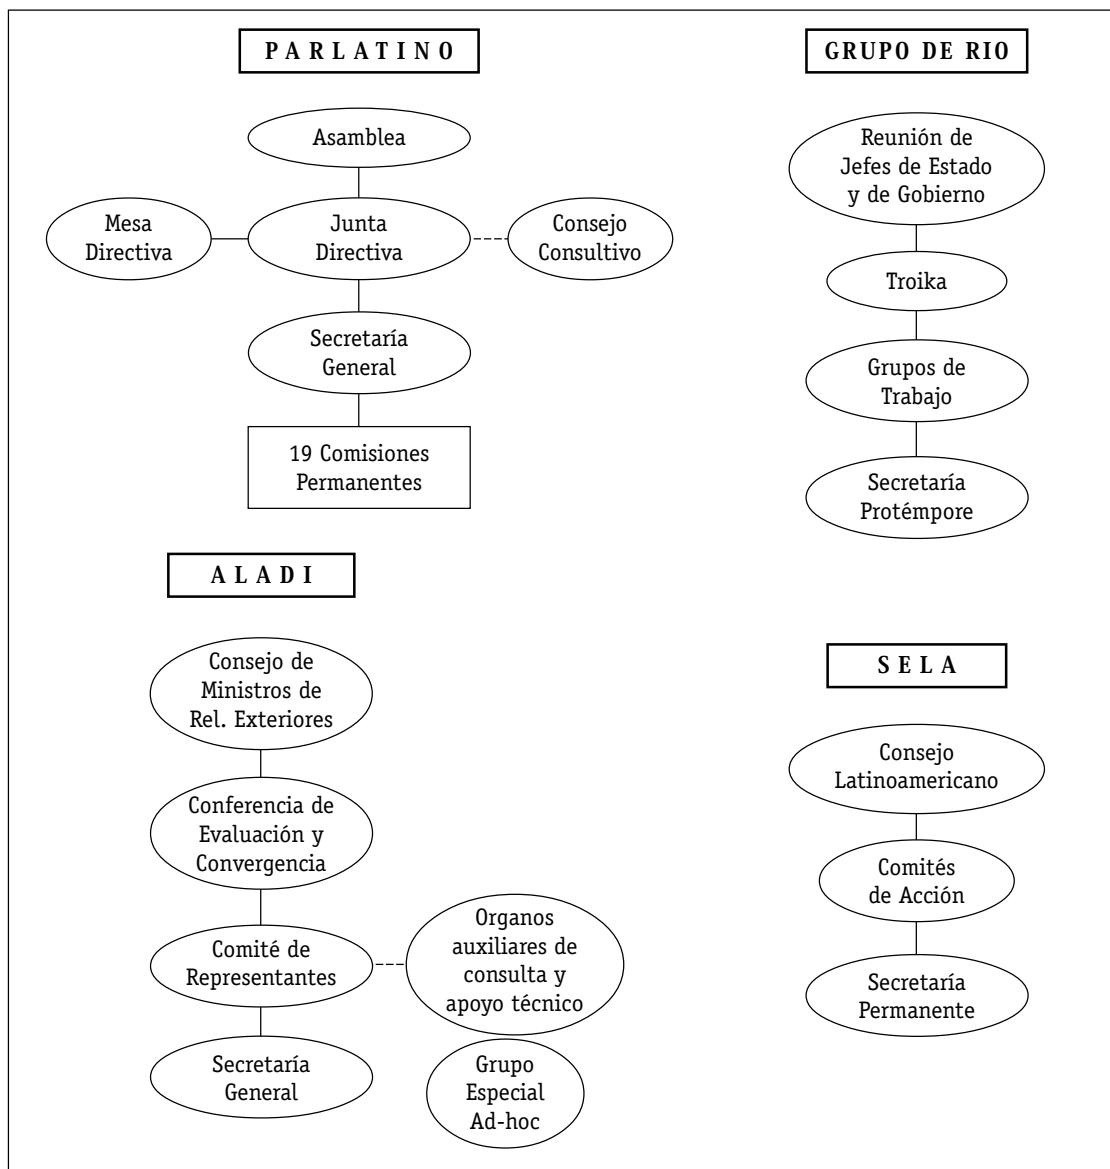 PARLATINO
Asamblea
Mesa
Directiva
Junta
Directiva
Consejo
Consultivo
Secretaría
General
19 Comisiones
Permanentes
GRUPO DE RIO
Reunión de
Jefes de Estado
y de Gobierno
Troika
Grupos de
Trabajo
Secretaría
Protémpore
ALADI
Consejo de
Ministros de
Rel. Exteriores
Conferencia de
Evaluación y
Convergencia
Comité de
Representantes
Organos
auxiliares de
consulta y
apoyo técnico
Secretaría
General
Grupo
Especial
Ad-hoc
SELA
Consejo
Latinoamericano
Comités
de Acción
Secretaría
Permanente